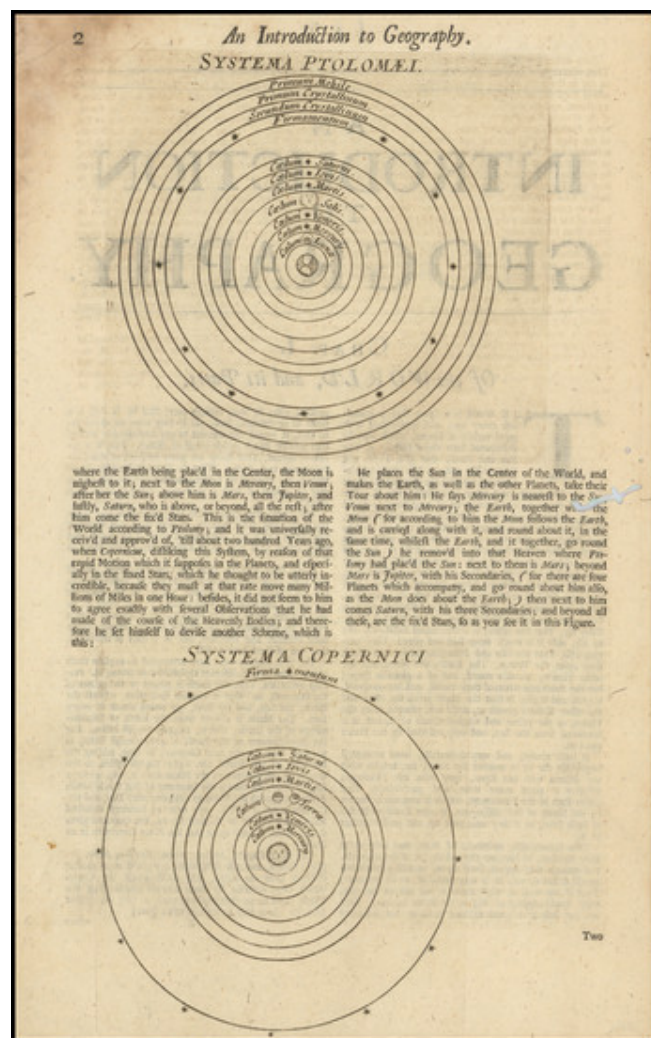 2
An Introduction to Geography.
SYSTEMA PTOLOMÆI.
Primum Mobile
Primum Crystallinum
Secundum Crystallinum
Firmamentum
Cœlum Saturni
Cœlum Iovis
Cœlum Martis
Cœlum Solis
Cœlum Veneris
Cœlum Mercurij
Cœlum Lunæ
where the Earth being plac'd in the Center, the Moon is
nighest to it; next to the Moon is Mercury, then Venus;
after her the Sun; above him is Mars, then Jupiter, and
lastly, Saturn, who is above, or beyond, all the rest; after
him come the fix'd Stars. This is the situation of the
World according to Ptolomy; and it was universally re-
ceiv'd and approv'd of, 'till about two hundred Years ago,
when Copernicus, disliking this System, by reason of that
rapid Motion which it supposes in the Planets, and especi-
ally in the fixed Stars, which he thought to be utterly in-
credible, because they must at that rate move many Mil-
lions of Miles in one Hour: besides, it did not seem to him
to agree exactly with several Observations that he had
made of the course of the Heavenly Bodies; and there-
fore he set himself to devise another Scheme, which is
this:
He places the Sun in the Center of the World, and
makes the Earth, as well as the other Planets, take their
Tour about him: He says Mercury is nearest to the Sun
Venus next to Mercury; the Earth, together with the
Moon (for according to him the Moon follows the Earth,
and is carried along with it, and round about it, in the
same time, whilest the Earth, and it together, go round
the Sun) he remov'd into that Heaven where Pto-
lomy had plac'd the Sun: next to them is Mars; beyond
Mars is Jupiter, with his Secundaries, (for there are four
Planets which accompany, and go round about him also,
as the Moon does about the Earth;) then next to him
comes Saturn, with his three Secundaries; and beyond all
these, are the fix'd Stars, so as you see it in this Figure.
SYSTEMA COPERNICI
Firmamentum
Cœlum Saturni
Cœlum Iovis
Cœlum Martis
Cœlum Terræ
Cœlum Veneris
Cœlum Mercurij
Two